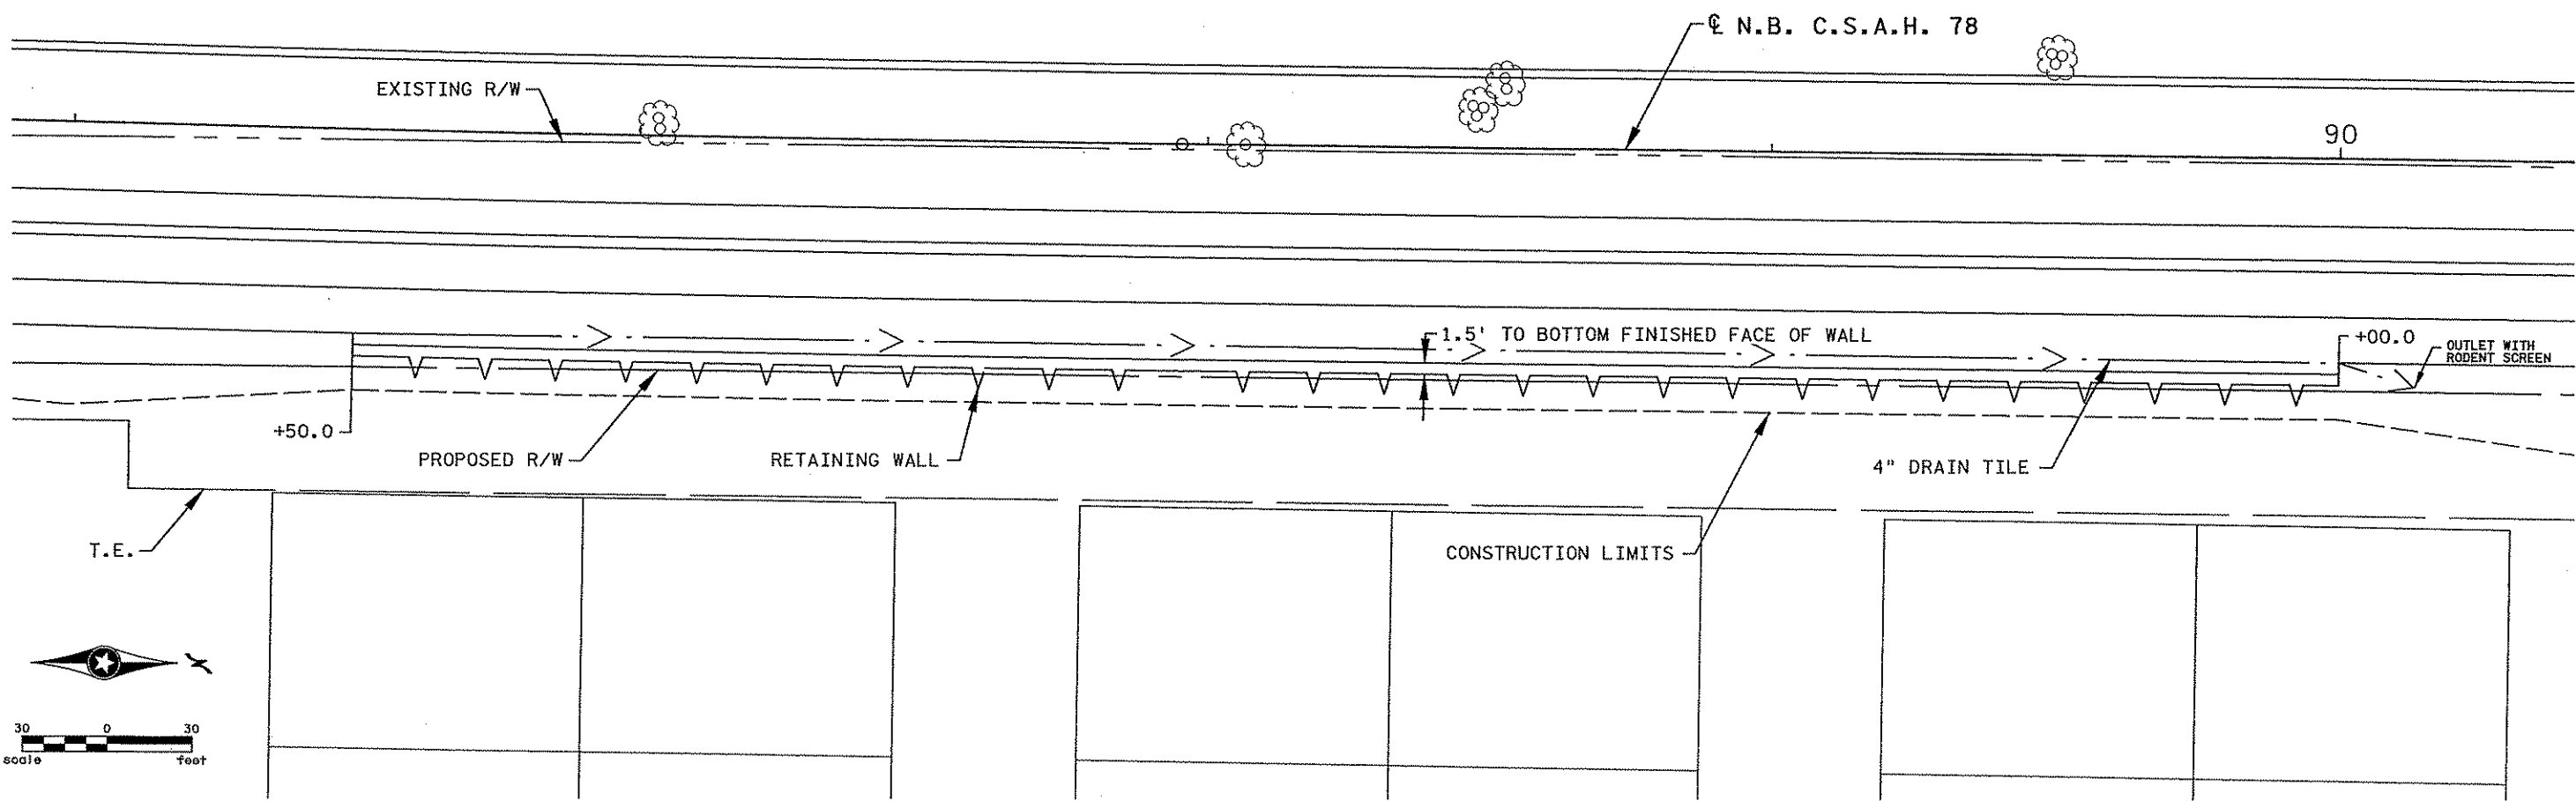 ℄ N.B. C.S.A.H. 78
EXISTING R/W
90
1.5' TO BOTTOM FINISHED FACE OF WALL
+00.0
OUTLET WITH
RODENT SCREEN
+50.0
PROPOSED R/W
RETAINING WALL
4" DRAIN TILE
T.E.
CONSTRUCTION LIMITS
30 0 30
scale feet